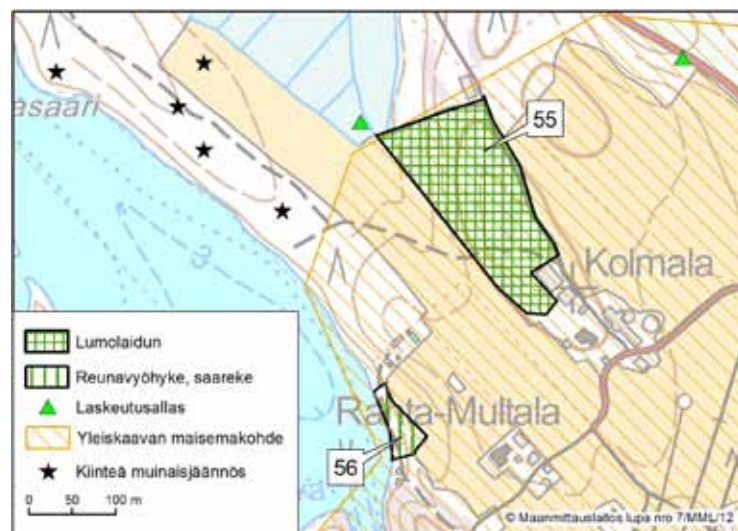 asaari
55
3
Kolmala
Lumolaidun
Reunavyöhyke, saareke
Laskeutusallas
Yleiskaavan maisemakohde
Kiinteä muinaisjäännös
0 50 100 m
Ranta-Multala
56
© Maanmittauslaitos lupa nro 7/MML/12